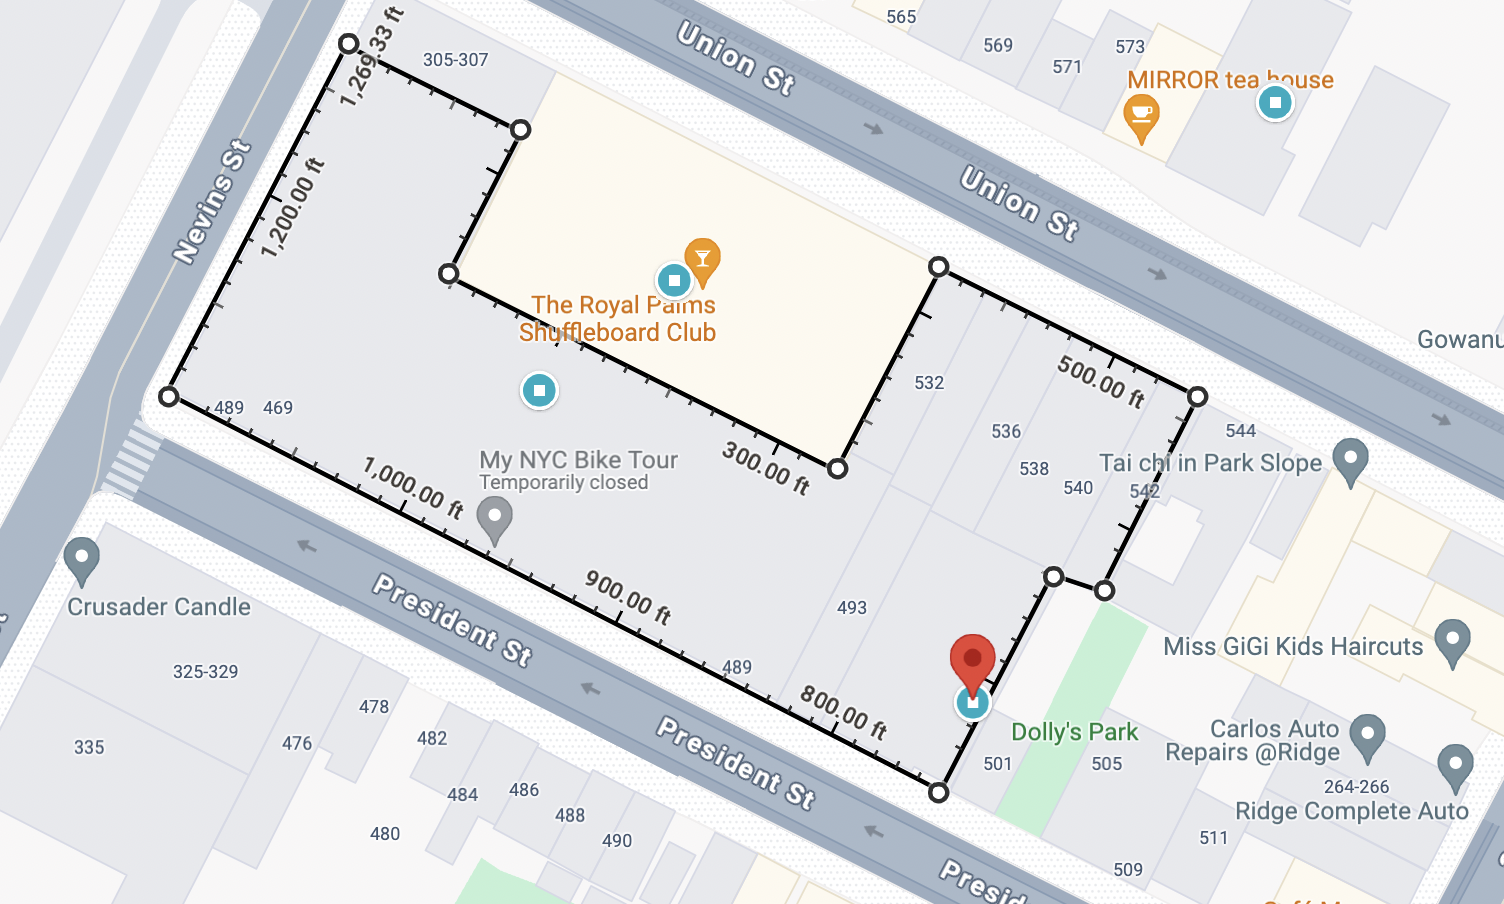 565
569
571
573
MIRROR tea house
Union St
Union St
305-307
1,269.33 ft
1,200.00 ft
Nevins St
The Royal Palms
Shuffleboard Club
532
536
538
540
542
544
500.00 ft
300.00 ft
Tai chi in Park Slope
Gowanu
489
469
My NYC Bike Tour
Temporarily closed
1,000.00 ft
900.00 ft
800.00 ft
493
489
President St
President St
Presid
Crusader Candle
325-329
335
476
478
480
482
484
486
488
490
Dolly's Park
501
505
509
511
Miss GiGi Kids Haircuts
Carlos Auto
Repairs @Ridge
264-266
Ridge Complete Auto